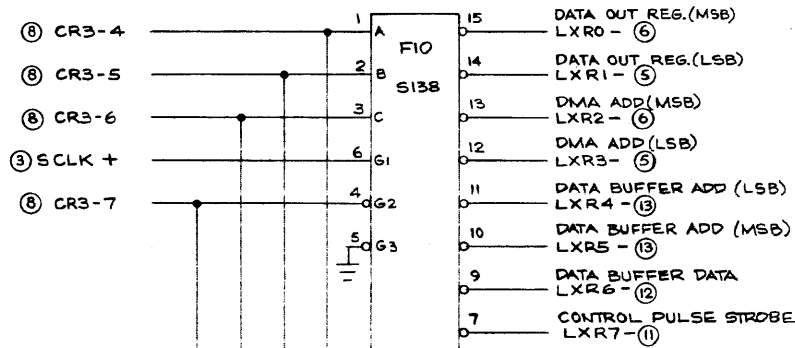 1 15 DATA OUT REG.(MSB)
⑧ CR3-4 A F10 LXR0- ⑥
S138
2 14 DATA OUT REG.(LSB)
⑧ CR3-5 B LXR1- ⑤
3 13 DMA ADD(MSB)
⑧ CR3-6 C LXR2- ⑥
6 12 DMA ADD(LSB)
③ SCLK + G1 LXR3- ⑤
4 11 DATA BUFFER ADD (LSB)
⑧ CR3-7 G2 LXR4- ⑬
5 10 DATA BUFFER ADD (MSB)
G3 LXR5- ⑬
9 DATA BUFFER DATA
LXR6- ⑫
7 CONTROL PULSE STROBE
LXR7- ⑪